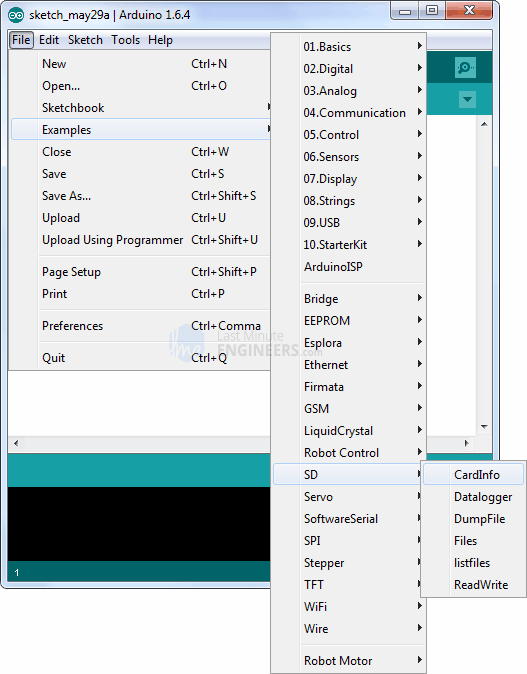 sketch_may29a | Arduino 1.6.4
File Edit Sketch Tools Help
New Ctrl+N
Open... Ctrl+O
Sketchbook
Examples
Close Ctrl+W
Save Ctrl+S
Save As... Ctrl+Shift+S
Upload Ctrl+U
Upload Using Programmer Ctrl+Shift+U
Page Setup Ctrl+Shift+P
Print Ctrl+P
Preferences Ctrl+Comma
Quit Ctrl+Q
01.Basics
02.Digital
03.Analog
04.Communication
05.Control
06.Sensors
07.Display
08.Strings
09.USB
10.StarterKit
ArduinoISP
Bridge
EEPROM
Esplora
Ethernet
Firmata
GSM
LiquidCrystal
Robot Control
SD
Servo
SoftwareSerial
SPI
Stepper
TFT
WiFi
Wire
Robot Motor
CardInfo
Datalogger
DumpFile
Files
listfiles
ReadWrite
Last Minute
ENGINEERS.com
1